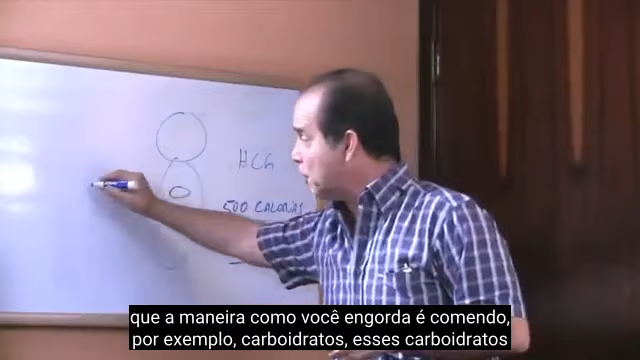 HCG
500 CALORIAS
que a maneira como você engorda é comendo,
por exemplo, carboidratos, esses carboidratos